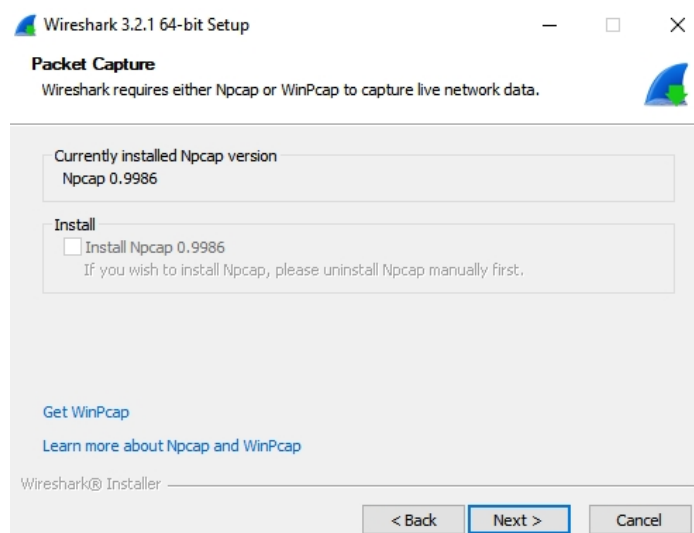 Wireshark 3.2.1 64-bit Setup
Packet Capture
Wireshark requires either Npcap or WinPcap to capture live network data.
Currently installed Npcap version
Npcap 0.9986
Install
Install Npcap 0.9986
If you wish to install Npcap, please uninstall Npcap manually first.
Get WinPcap
Learn more about Npcap and WinPcap
Wireshark® Installer
< Back Next > Cancel